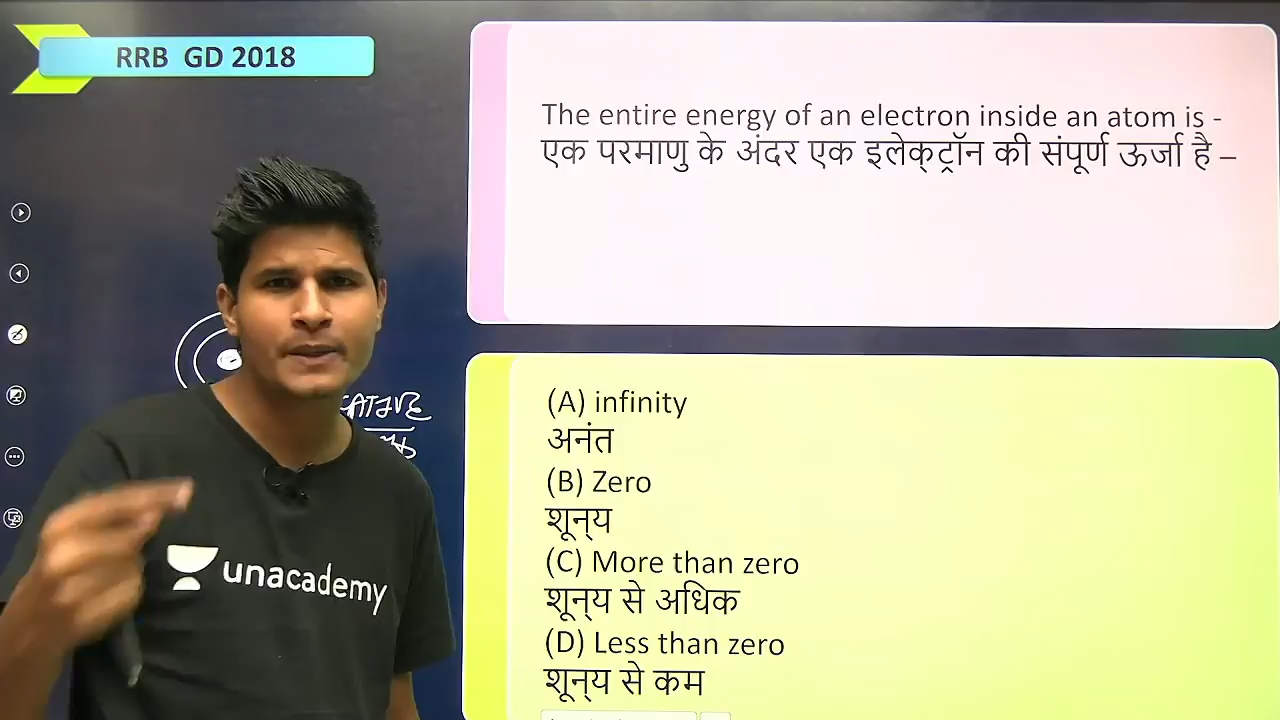 RRB GD 2018
The entire energy of an electron inside an atom is -
एक परमाणु के अंदर एक इलेक्ट्रॉन की संपूर्ण ऊर्जा है –
(A) infinity
अनंत
(B) Zero
शून्य
(C) More than zero
शून्य से अधिक
(D) Less than zero
शून्य से कम
unacademy